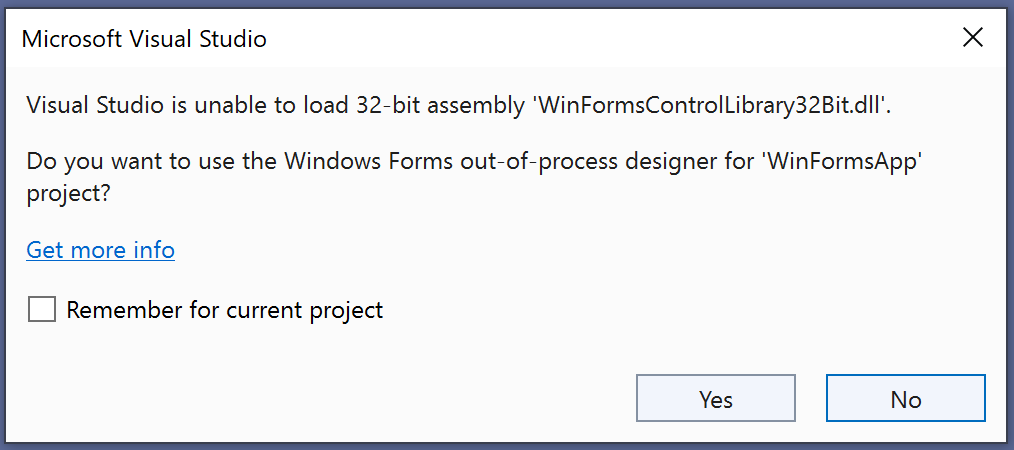 Microsoft Visual Studio
Visual Studio is unable to load 32-bit assembly 'WinFormsControlLibrary32Bit.dll'.
Do you want to use the Windows Forms out-of-process designer for 'WinFormsApp'
project?
Get more info
Remember for current project
Yes
No